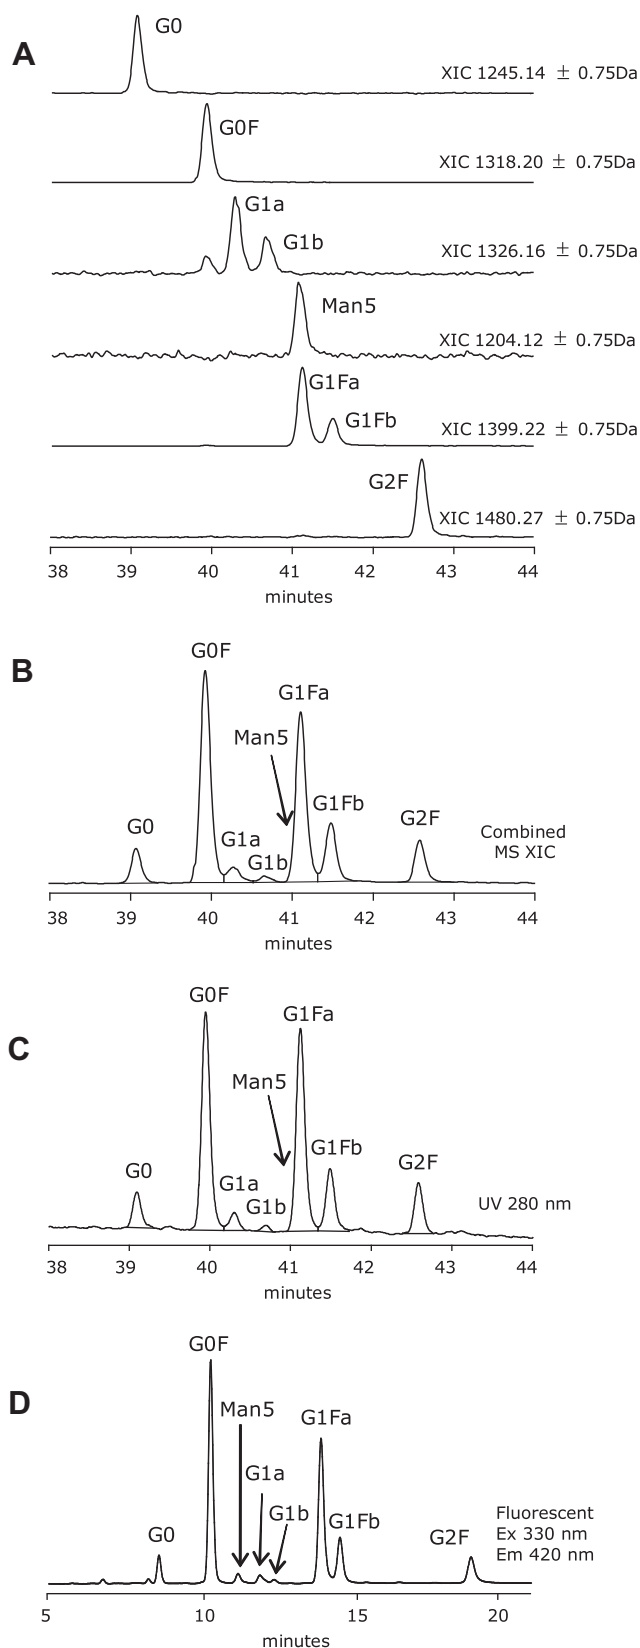 A
G0
XIC 1245.14 ± 0.75Da
G0F
XIC 1318.20 ± 0.75Da
G1a
G1b
XIC 1326.16 ± 0.75Da
Man5
XIC 1204.12 ± 0.75Da
G1Fa
G1Fb
XIC 1399.22 ± 0.75Da
G2F
XIC 1480.27 ± 0.75Da
38 39 40 41 42 43 44
minutes
B
G0F
G1Fa
Man5
G1Fb
G0
G1a
G1b
G2F
Combined
MS XIC
38 39 40 41 42 43 44
minutes
C
G0F
G1Fa
Man5
G1Fb
G0
G1a
G1b
G2F
UV 280 nm
38 39 40 41 42 43 44
minutes
D
G0F
Man5
G1Fa
G1a
G1b
G0
G1Fb
G2F
Fluorescent
Ex 330 nm
Em 420 nm
5 10 15 20
minutes